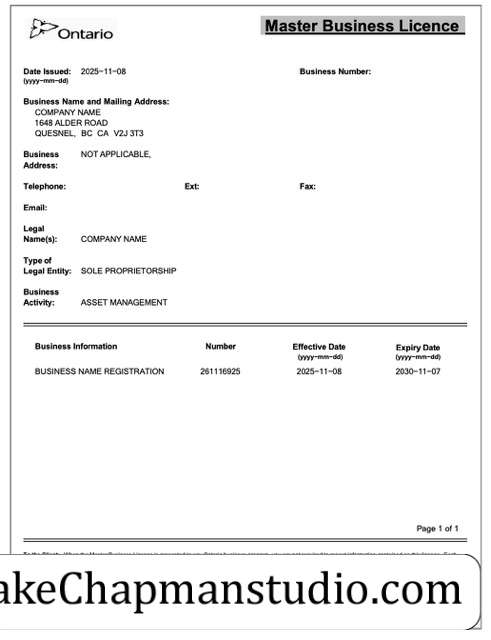 Ontario
Master Business Licence
Date Issued: 2025-11-08
(yyyy-mm-dd)
Business Number:
Business Name and Mailing Address:
COMPANY NAME
1648 ALDER ROAD
QUESNEL, BC CA V2J 3T3
Business Address: NOT APPLICABLE,
Telephone: Ext: Fax:
Email:
Legal
Name(s): COMPANY NAME
Type of
Legal Entity: SOLE PROPRIETORSHIP
Business
Activity: ASSET MANAGEMENT
Business Information Number Effective Date Expiry Date
(yyyy-mm-dd) (yyyy-mm-dd)
BUSINESS NAME REGISTRATION 261116925 2025-11-08 2030-11-07
Page 1 of 1
akeChapmanstudio.com